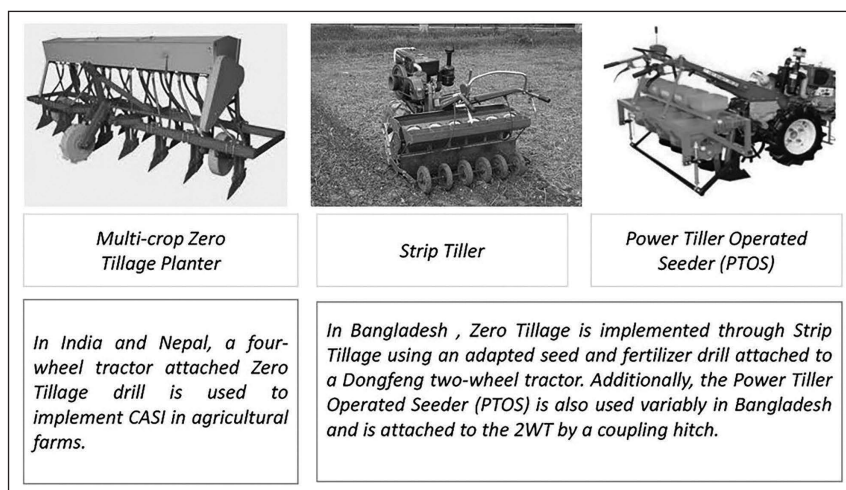 Multi-crop Zero
Tillage Planter
Strip Tiller
Power Tiller Operated
Seeder (PTOS)
In India and Nepal, a four-
wheel tractor attached Zero
Tillage drill is used to
implement CASI in agricultural
farms.
In Bangladesh , Zero Tillage is implemented through Strip
Tillage using an adapted seed and fertilizer drill attached to
a Dongfeng two-wheel tractor. Additionally, the Power Tiller
Operated Seeder (PTOS) is also used variably in Bangladesh
and is attached to the 2WT by a coupling hitch.